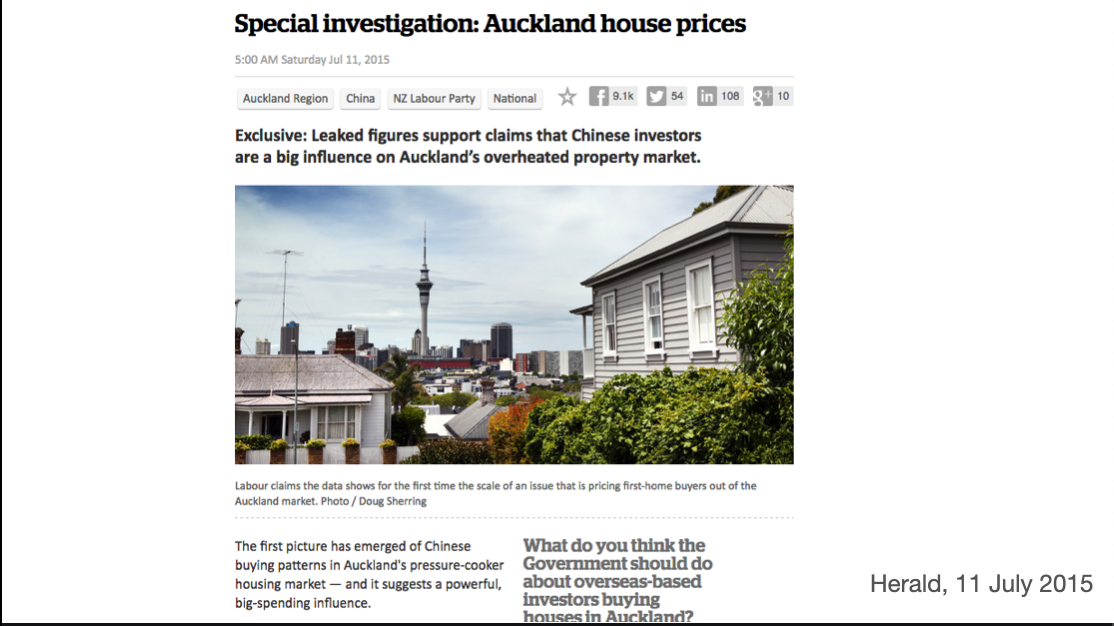 Special investigation: Auckland house prices
5:00 AM Saturday Jul 11, 2015
Auckland Region
China
NZ Labour Party
National
9.1k
54
in 108
g+ 10
Exclusive: Leaked figures support claims that Chinese investors
are a big influence on Auckland's overheated property market.
Labour claims the data shows for the first time the scale of an issue that is pricing first-home buyers out of the
Auckland market. Photo / Doug Sherring
The first picture has emerged of Chinese
buying patterns in Auckland's pressure-cooker
housing market — and it suggests a powerful,
big-spending influence.
What do you think the
Government should do
about overseas-based
investors buying
houses in Auckland?
Herald, 11 July 2015